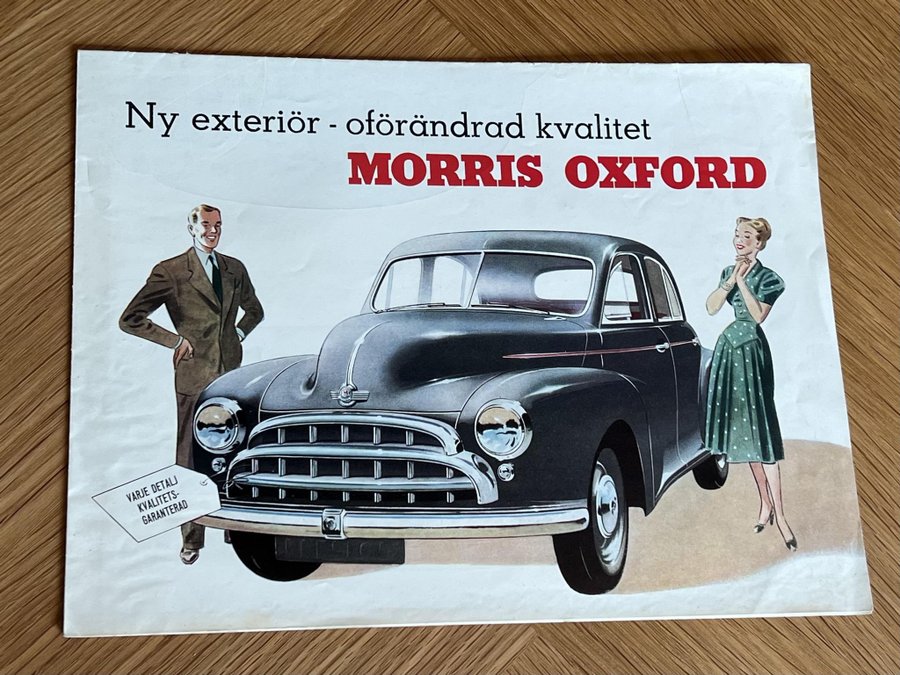 Ny exteriör - oförändrad kvalitet
MORRIS OXFORD
VARJE DETALJ
KVALITETS-
GARANTERAD